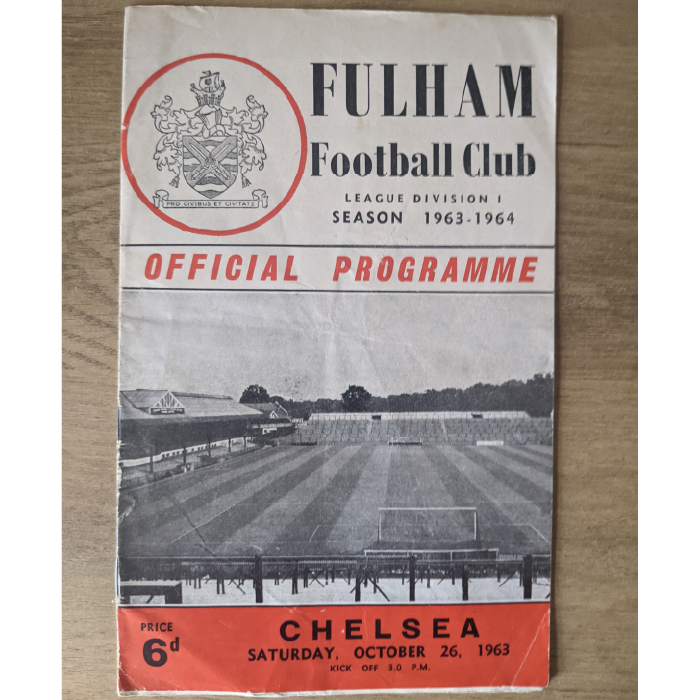 FULHAM
Football Club
LEAGUE DIVISION I
SEASON 1963-1964
PRO CIVIBUS ET CIVITATE
OFFICIAL PROGRAMME
PRICE
6d
CHELSEA
SATURDAY, OCTOBER 26, 1963
KICK OFF 3.0 P.M.